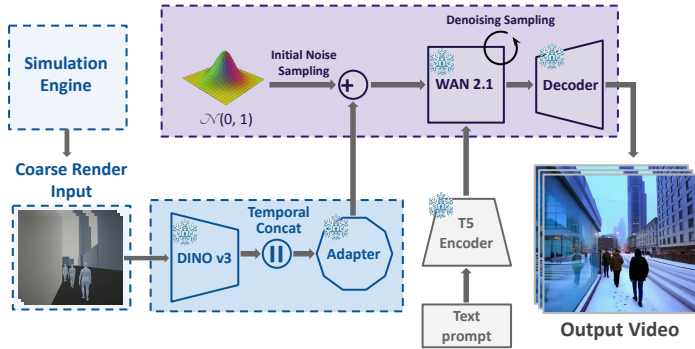 Simulation
Engine
Coarse Render
Input
Initial Noise
Sampling
𝒩(0, 1)
Denoising Sampling
WAN 2.1
Decoder
DINO v3
Temporal
Concat
Adapter
T5
Encoder
Text
prompt
Output Video